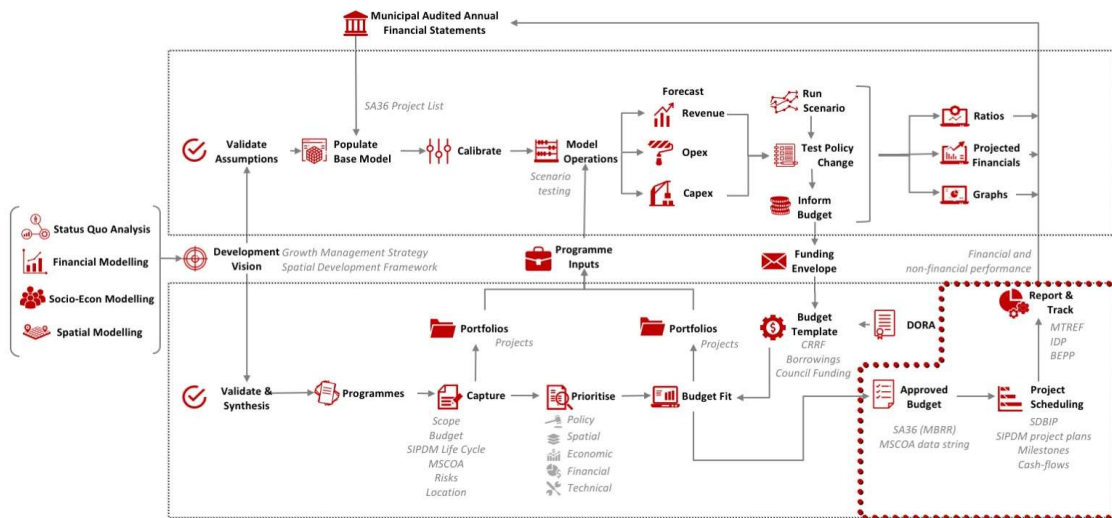 Municipal Audited Annual
Financial Statements
SA36 Project List
Validate
Assumptions
Populate
Base Model
Calibrate
Model
Operations
Scenario
testing
Forecast
Revenue
Opex
Capex
Run
Scenario
Test Policy
Change
Inform
Budget
Ratios
Projected
Financials
Graphs
Status Quo Analysis
Financial Modelling
Socio-Econ Modelling
Spatial Modelling
Development
Vision
Growth Management Strategy
Spatial Development Framework
Programme
Inputs
Funding
Envelope
Financial and
non-financial performance
Portfolios
Projects
Portfolios
Projects
Budget
Template
CRRF
Borrowings
Council Funding
DORA
Report &
Track
MTREF
IDP
BEPP
Validate &
Synthesis
Programmes
Capture
Scope
Budget
SIPDM Life Cycle
MSCOA
Risks
Location
Prioritise
Policy
Spatial
Economic
Financial
Technical
Budget Fit
Approved
Budget
SA36 (MBRR)
MSCOA data string
Project
Scheduling
SDBIP
SIPDM project plans
Milestones
Cash-flows